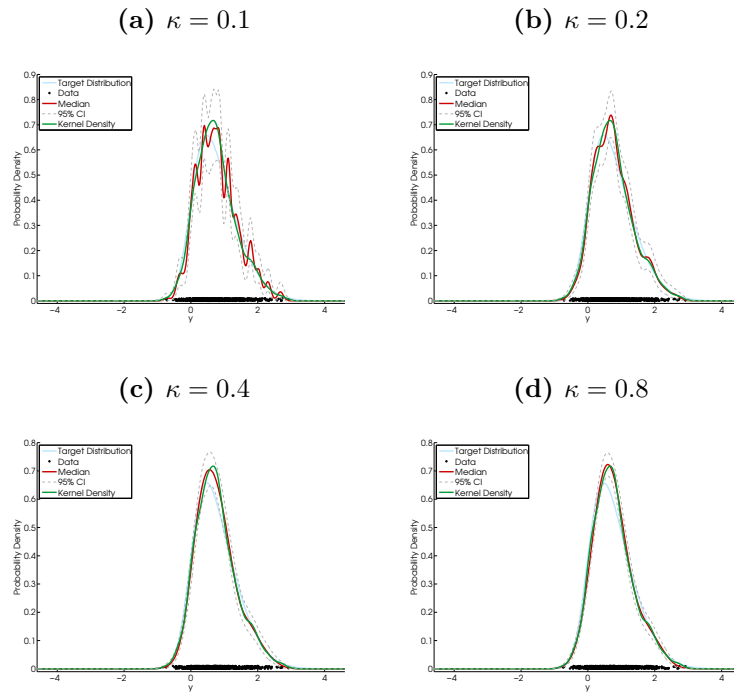 (a) κ = 0.1
(b) κ = 0.2
0.9
0.8
0.7
0.6
0.5
0.4
0.3
0.2
0.1
0
Probability Density
Target Distribution
Data
Median
95% CI
Kernel Density
−4
−2
0
2
4
y
0.9
0.8
0.7
0.6
0.5
0.4
0.3
0.2
0.1
0
Probability Density
Target Distribution
Data
Median
95% CI
Kernel Density
−4
−2
0
2
4
y
(c) κ = 0.4
(d) κ = 0.8
0.8
0.7
0.6
0.5
0.4
0.3
0.2
0.1
0
Probability Density
Target Distribution
Data
Median
95% CI
Kernel Density
−4
−2
0
2
4
y
0.8
0.7
0.6
0.5
0.4
0.3
0.2
0.1
0
Probability Density
Target Distribution
Data
Median
95% CI
Kernel Density
−4
−2
0
2
4
y